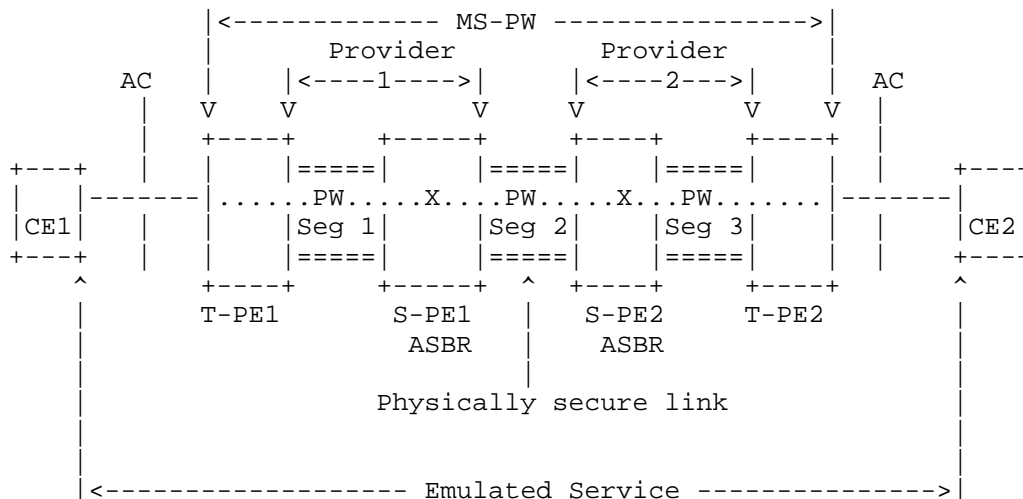 |<------------- MS-PW --------------->|
| Provider Provider |
AC | |<----1---->| |<----2--->| | AC
| V V V V V V |
| +----+ +-----+ +----+ +----+ |
+---+ | | |=====| |=====| |=====| | | +----
| |-------|......PW.....X....PW.....X...PW.......|-------|
|CE1| | | |Seg 1| |Seg 2| |Seg 3| | | |CE2
+---+ | | |=====| |=====| |=====| | | +----
^ +----+ +-----+ ^ +----+ +----+ ^
| T-PE1 S-PE1 | S-PE2 T-PE2 |
| ASBR | ASBR |
| | |
| Physically secure link |
| |
| |
|<------------------- Emulated Service --------------->|